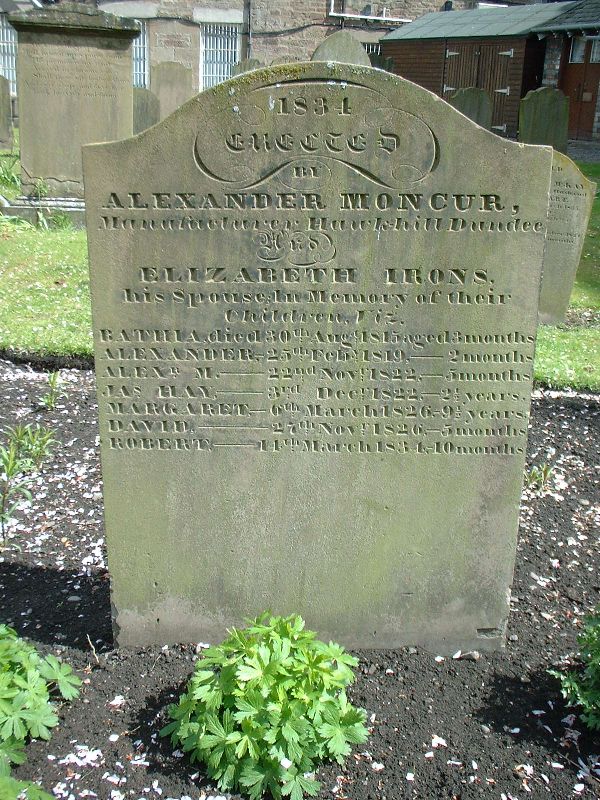 1834
ERECTED
BY
ALEXANDER MONCUR,
Manufacturer Hawkhill Dundee
And
ELIZABETH IRONS,
his Spouse, In Memory of their
Children, Viz.
BATHIA, died 30th Augt. 1815, aged 8 months
ALEXANDER, — 25th Feby. 1819, — 2 months
ALEXR. M. — 22nd Novr. 1822, — 5 months
JAS. HAY, — 3rd Decr. 1822, — 2½ years.
MARGARET — 6th March 1826 - 9½ years.
DAVID, — 27th Novr. 1826, — 5 months
ROBERT, — 14th March 1834 - 10 months